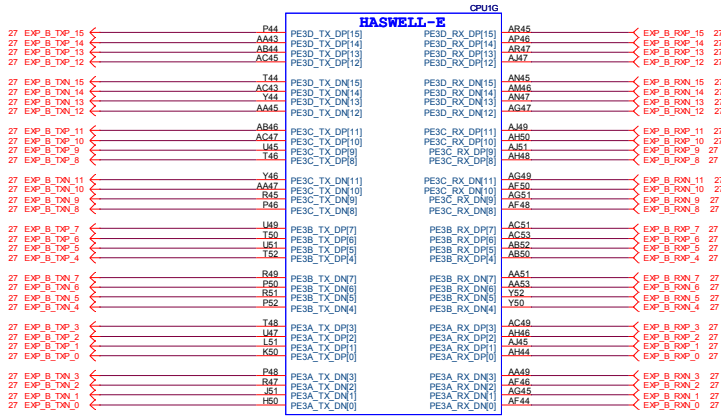 CPU1G
HASWELL-E
27 EXP_B_TXP_15 P44 PE3D_TX_DP[15] PE3D_RX_DP[15] AR45 EXP_B_RXP_15 27
27 EXP_B_TXP_14 AA43 PE3D_TX_DP[14] PE3D_RX_DP[14] AP46 EXP_B_RXP_14 27
27 EXP_B_TXP_13 AB44 PE3D_TX_DP[13] PE3D_RX_DP[13] AR47 EXP_B_RXP_13 27
27 EXP_B_TXP_12 AC45 PE3D_TX_DP[12] PE3D_RX_DP[12] AJ47 EXP_B_RXP_12 27
27 EXP_B_TXN_15 T44 PE3D_TX_DN[15] PE3D_RX_DN[15] AN45 EXP_B_RXN_15 27
27 EXP_B_TXN_14 AC43 PE3D_TX_DN[14] PE3D_RX_DN[14] AM46 EXP_B_RXN_14 27
27 EXP_B_TXN_13 Y44 PE3D_TX_DN[13] PE3D_RX_DN[13] AN47 EXP_B_RXN_13 27
27 EXP_B_TXN_12 AA45 PE3D_TX_DN[12] PE3D_RX_DN[12] AG47 EXP_B_RXN_12 27
27 EXP_B_TXP_11 AB46 PE3C_TX_DP[11] PE3C_RX_DP[11] AJ49 EXP_B_RXP_11 27
27 EXP_B_TXP_10 AC47 PE3C_TX_DP[10] PE3C_RX_DP[10] AH50 EXP_B_RXP_10 27
27 EXP_B_TXP_9 U45 PE3C_TX_DP[9] PE3C_RX_DP[9] AJ51 EXP_B_RXP_9 27
27 EXP_B_TXP_8 T46 PE3C_TX_DP[8] PE3C_RX_DP[8] AH48 EXP_B_RXP_8 27
27 EXP_B_TXN_11 Y46 PE3C_TX_DN[11] PE3C_RX_DN[11] AG49 EXP_B_RXN_11 27
27 EXP_B_TXN_10 AA47 PE3C_TX_DN[10] PE3C_RX_DN[10] AF50 EXP_B_RXN_10 27
27 EXP_B_TXN_9 R45 PE3C_TX_DN[9] PE3C_RX_DN[9] AG51 EXP_B_RXN_9 27
27 EXP_B_TXN_8 P46 PE3C_TX_DN[8] PE3C_RX_DN[8] AF48 EXP_B_RXN_8 27
27 EXP_B_TXP_7 U49 PE3B_TX_DP[7] PE3B_RX_DP[7] AC51 EXP_B_RXP_7 27
27 EXP_B_TXP_6 T50 PE3B_TX_DP[6] PE3B_RX_DP[6] AC53 EXP_B_RXP_6 27
27 EXP_B_TXP_5 U51 PE3B_TX_DP[5] PE3B_RX_DP[5] AB52 EXP_B_RXP_5 27
27 EXP_B_TXP_4 T52 PE3B_TX_DP[4] PE3B_RX_DP[4] AB50 EXP_B_RXP_4 27
27 EXP_B_TXN_7 R49 PE3B_TX_DN[7] PE3B_RX_DN[7] AA51 EXP_B_RXN_7 27
27 EXP_B_TXN_6 P50 PE3B_TX_DN[6] PE3B_RX_DN[6] AA53 EXP_B_RXN_6 27
27 EXP_B_TXN_5 R51 PE3B_TX_DN[5] PE3B_RX_DN[5] Y52 EXP_B_RXN_5 27
27 EXP_B_TXN_4 P52 PE3B_TX_DN[4] PE3B_RX_DN[4] Y50 EXP_B_RXN_4 27
27 EXP_B_TXP_3 T48 PE3A_TX_DP[3] PE3A_RX_DP[3] AC49 EXP_B_RXP_3 27
27 EXP_B_TXP_2 U47 PE3A_TX_DP[2] PE3A_RX_DP[2] AH46 EXP_B_RXP_2 27
27 EXP_B_TXP_1 L51 PE3A_TX_DP[1] PE3A_RX_DP[1] AJ45 EXP_B_RXP_1 27
27 EXP_B_TXP_0 K50 PE3A_TX_DP[0] PE3A_RX_DP[0] AH44 EXP_B_RXP_0 27
27 EXP_B_TXN_3 P48 PE3A_TX_DN[3] PE3A_RX_DN[3] AA49 EXP_B_RXN_3 27
27 EXP_B_TXN_2 R47 PE3A_TX_DN[2] PE3A_RX_DN[2] AF46 EXP_B_RXN_2 27
27 EXP_B_TXN_1 J51 PE3A_TX_DN[1] PE3A_RX_DN[1] AG45 EXP_B_RXN_1 27
27 EXP_B_TXN_0 H50 PE3A_TX_DN[0] PE3A_RX_DN[0] AF44 EXP_B_RXN_0 27